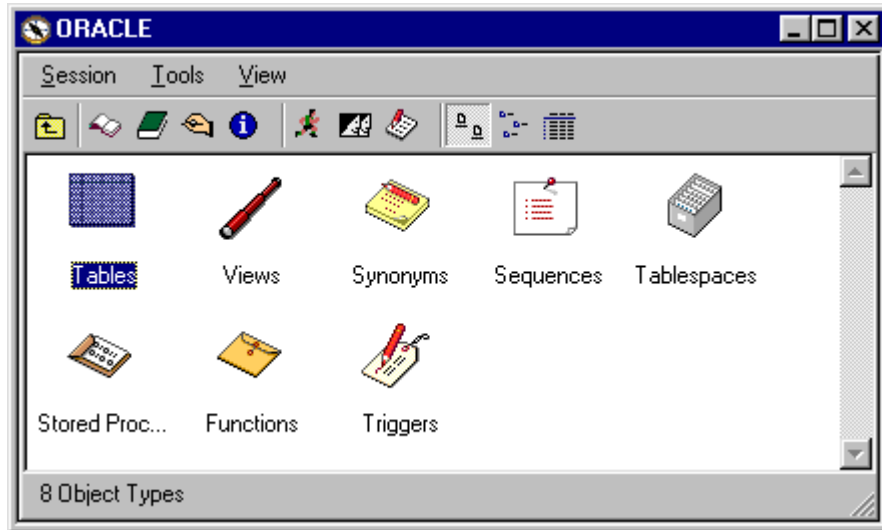 ORACLE
Session Tools View
Tables Views Synonyms Sequences Tablespaces
Stored Proc... Functions Triggers
8 Object Types